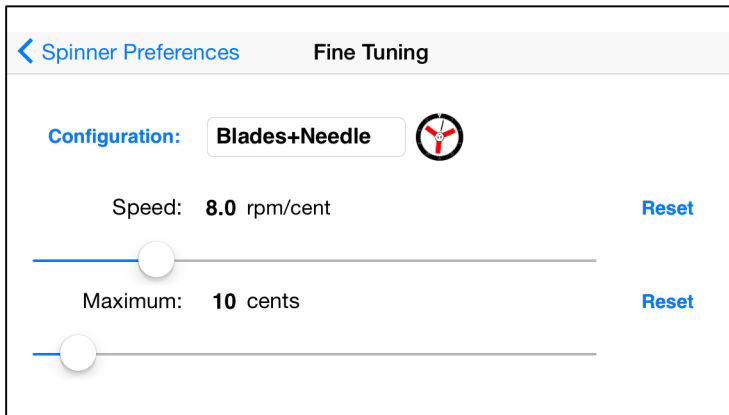 Spinner Preferences Fine Tuning
Configuration: Blades+Needle
Speed: 8.0 rpm/cent Reset
Maximum: 10 cents Reset